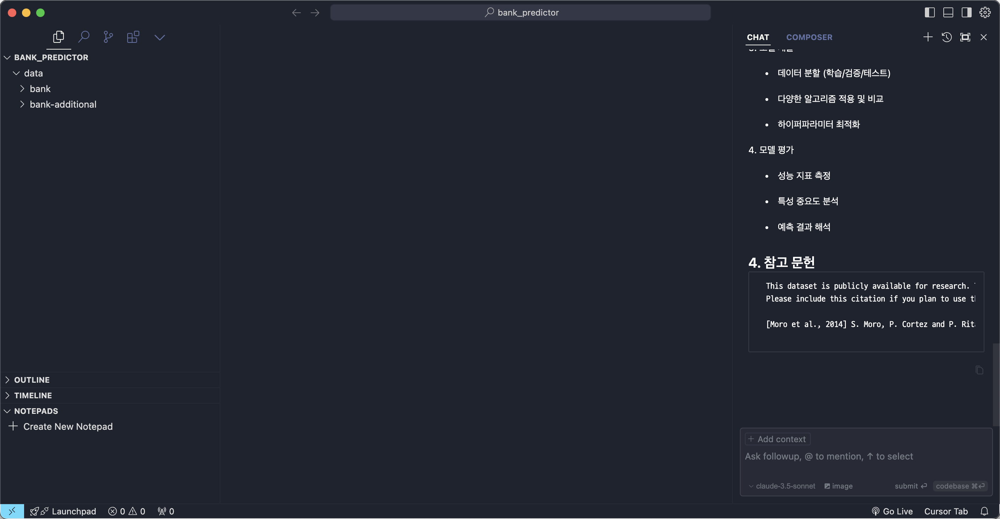 bank_predictor
BANK_PREDICTOR
data
bank
bank-additional
OUTLINE
TIMELINE
NOTEPADS
Create New Notepad
CHAT
COMPOSER
• 데이터 분할 (학습/검증/테스트)
• 다양한 알고리즘 적용 및 비교
• 하이퍼파라미터 최적화
4. 모델 평가
• 성능 지표 측정
• 특성 중요도 분석
• 예측 결과 해석
4. 참고 문헌
This dataset is publicly available for research.
Please include this citation if you plan to use
[Moro et al., 2014] S. Moro, P. Cortez and P.
+ Add context
Ask followup, @ to mention, ↑ to select
claude-3.5-sonnet image submit ⏎ codebase ⌘⏎
Launchpad 0 0 0
Go Live Cursor Tab